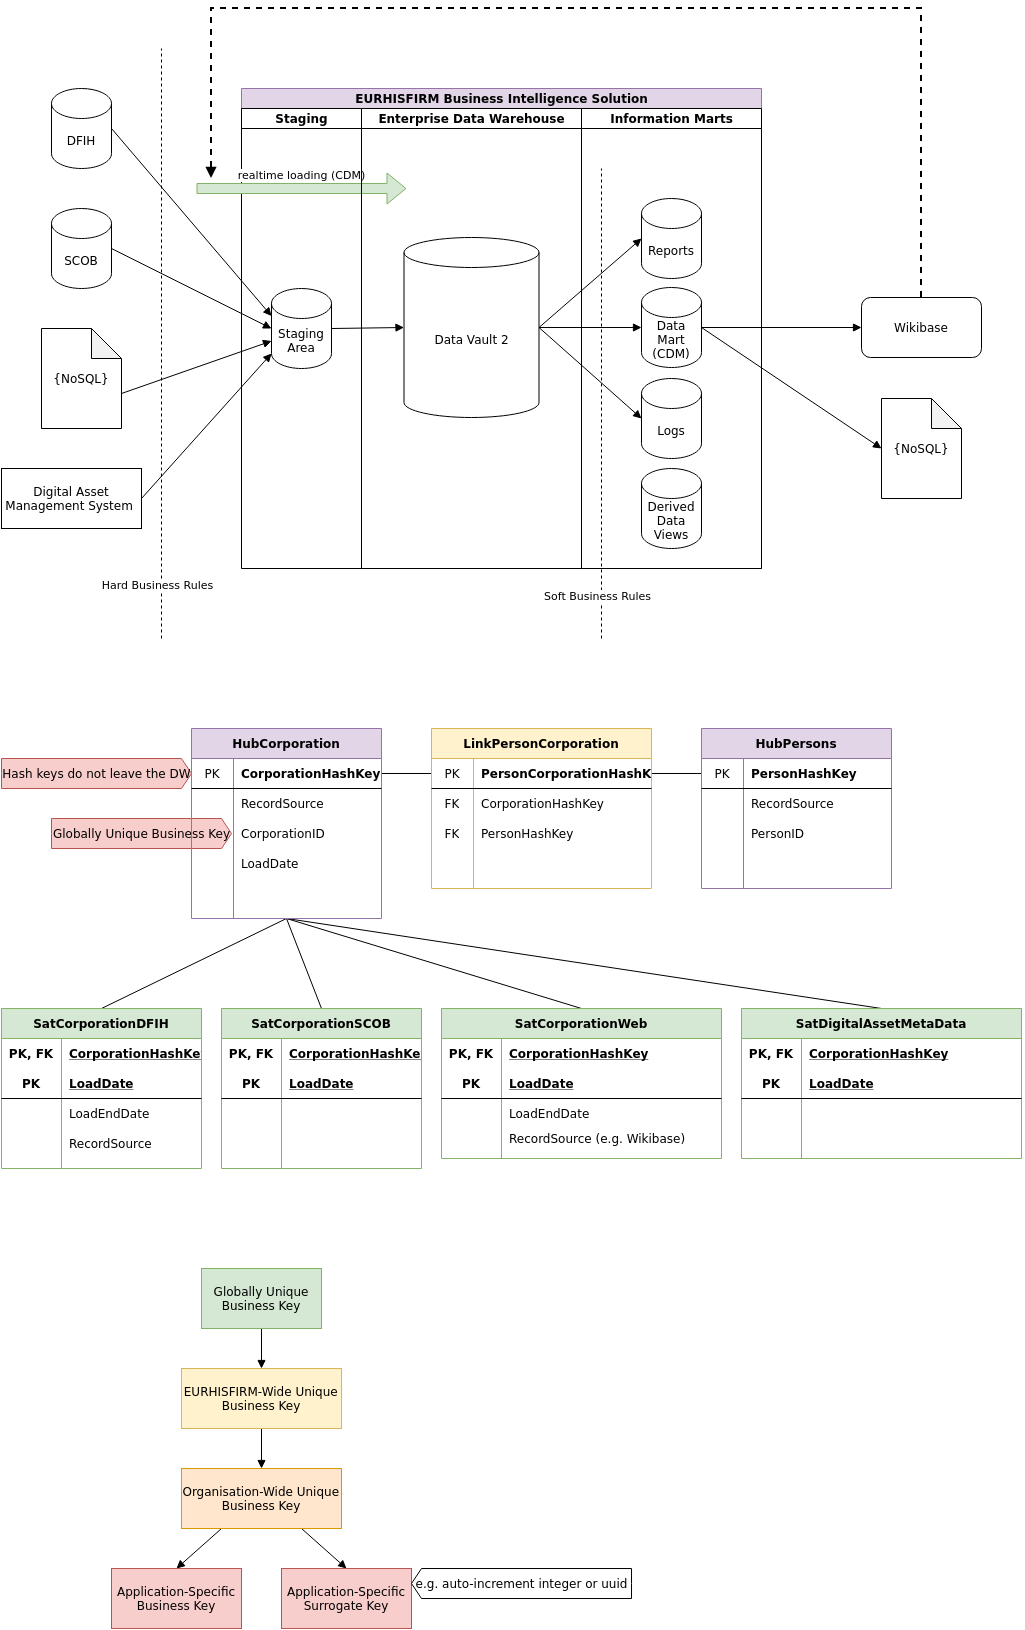 EURHISFIRM Business Intelligence Solution
Staging
Enterprise Data Warehouse
Information Marts
DFIH
realtime loading (CDM)
SCOB
Reports
Staging
Area
Data Vault 2
Data
Mart
(CDM)
Wikibase
{NoSQL}
Logs
{NoSQL}
Digital Asset
Management System
Derived
Data
Views
Hard Business Rules
Soft Business Rules
HubCorporation
LinkPersonCorporation
HubPersons
Hash keys do not leave the DW
PK
CorporationHashKey
PK
PersonCorporationHashK
PK
PersonHashKey
RecordSource
FK
CorporationHashKey
RecordSource
Globally Unique Business Key
CorporationID
FK
PersonHashKey
PersonID
LoadDate
SatCorporationDFIH
SatCorporationSCOB
SatCorporationWeb
SatDigitalAssetMetaData
PK, FK
CorporationHashKe
PK, FK
CorporationHashKe
PK, FK
CorporationHashKey
PK, FK
CorporationHashKey
PK
LoadDate
PK
LoadDate
PK
LoadDate
PK
LoadDate
LoadEndDate
LoadEndDate
RecordSource
RecordSource (e.g. Wikibase)
Globally Unique
Business Key
EURHISFIRM-Wide Unique
Business Key
Organisation-Wide Unique
Business Key
Application-Specific
Business Key
Application-Specific
Surrogate Key
e.g. auto-increment integer or uuid